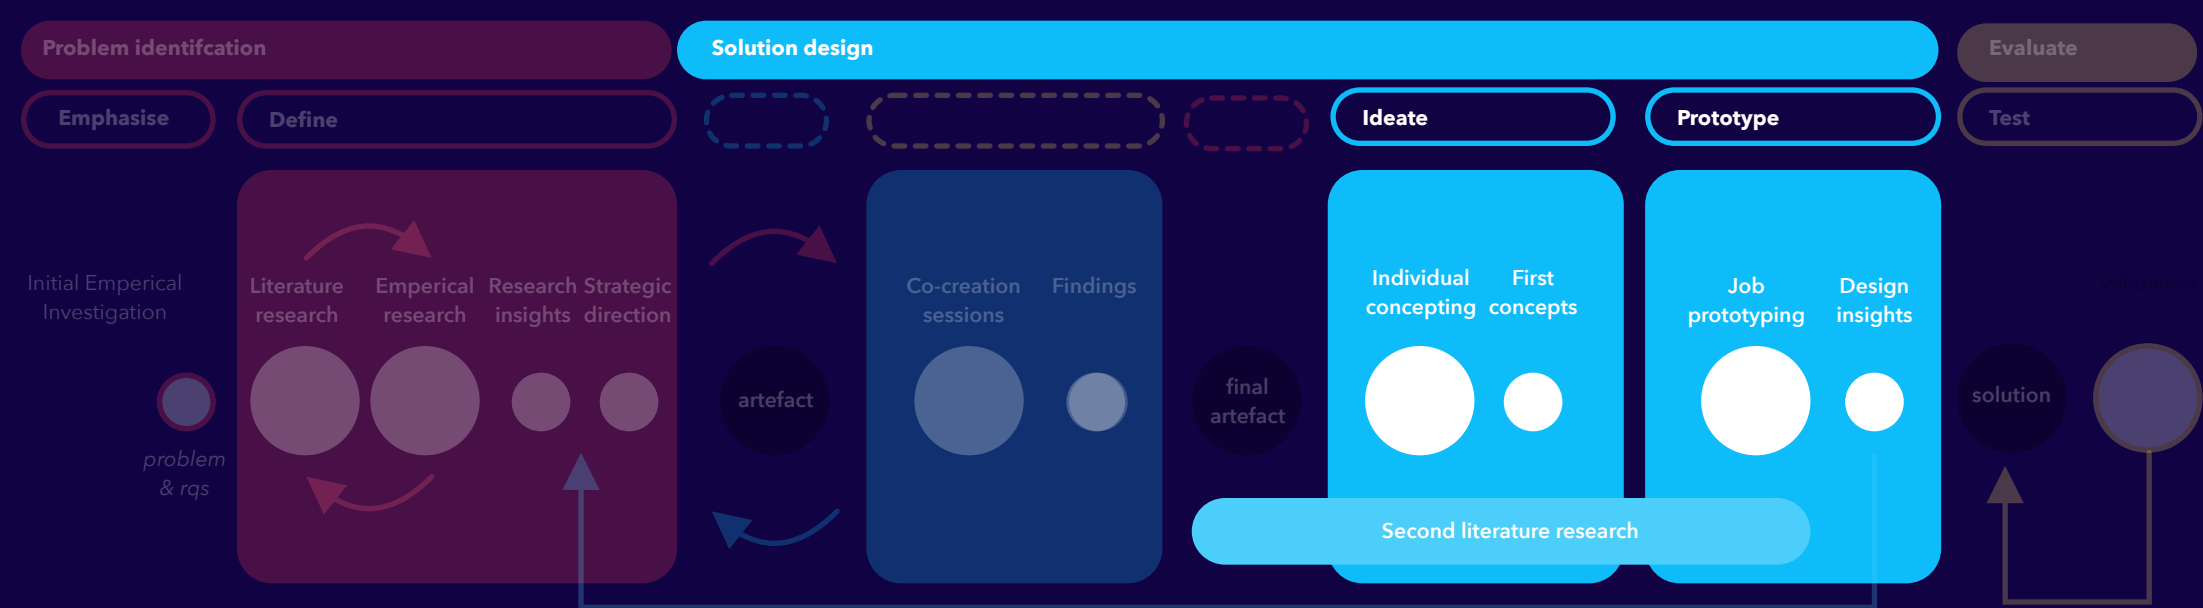 Problem identifcation
Solution design
Evaluate
Emphasise
Define
Ideate
Prototype
Test
Initial Emperical
Investigation
Literature
research
Emperical
research
Research
insights
Strategic
direction
Co-creation
sessions
Findings
Individual
concepting
First
concepts
Job
prototyping
Design
insights
artefact
final
artefact
solution
problem
& rqs
Second literature research